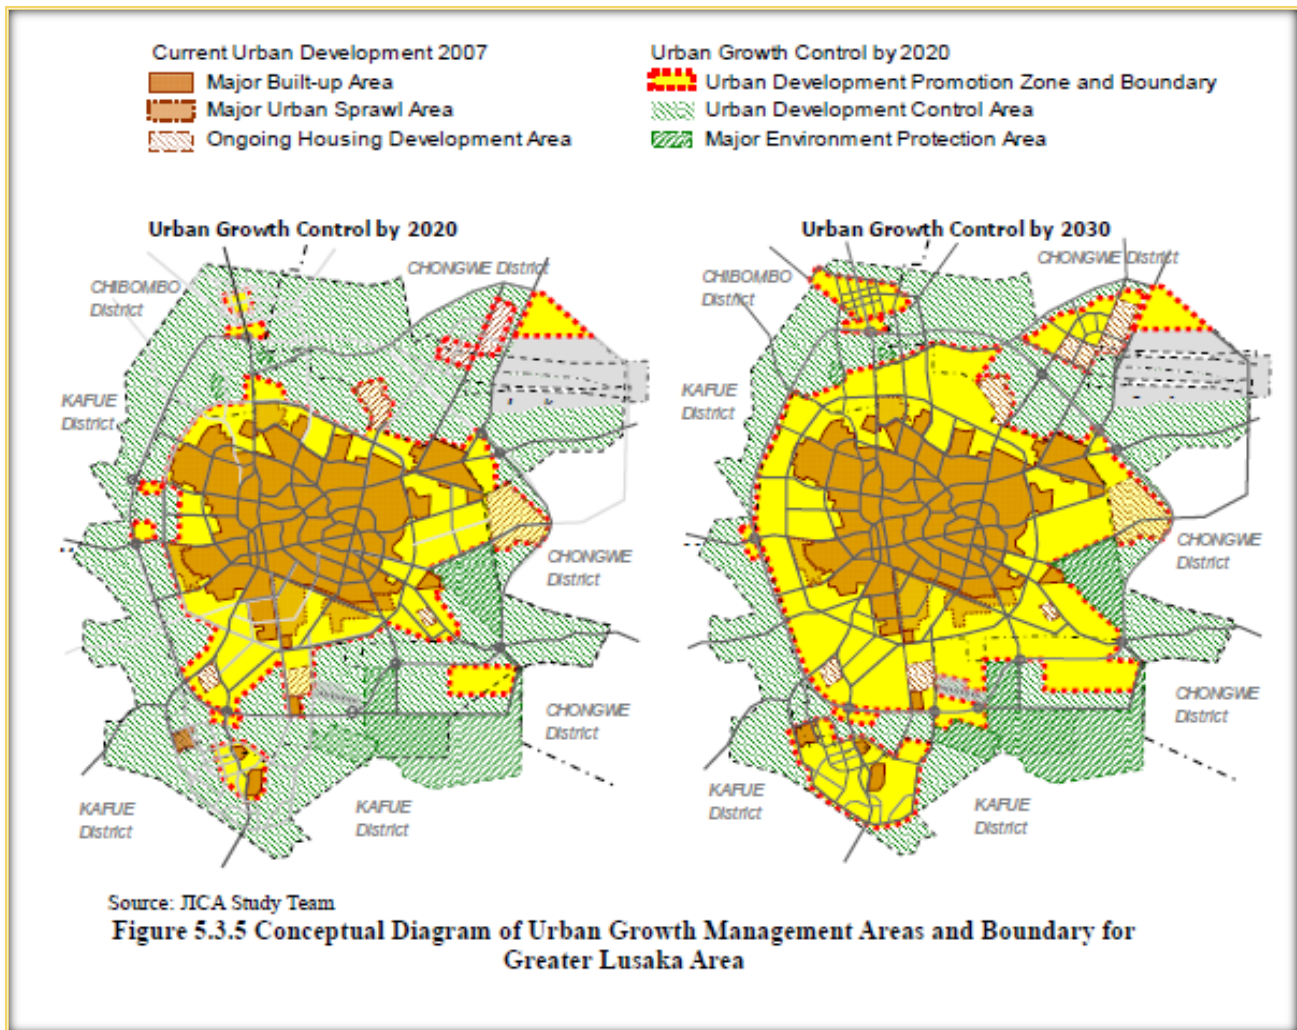 Current Urban Development 2007
Major Built-up Area
Major Urban Sprawl Area
Ongoing Housing Development Area
Urban Growth Control by 2020
Urban Development Promotion Zone and Boundary
Urban Development Control Area
Major Environment Protection Area
Urban Growth Control by 2020
CHONGWE District
CHIBOMBO
District
KAFUE
District
CHONGWE
District
CHONGWE
District
KAFUE
District
KAFUE
District
Urban Growth Control by 2030
CHONGWE District
CHIBOMBO
District
KAFUE
District
CHONGWE
District
CHONGWE
District
KAFUE
District
KAFUE
District
Source: JICA Study Team
Figure 5.3.5 Conceptual Diagram of Urban Growth Management Areas and Boundary for
Greater Lusaka Area